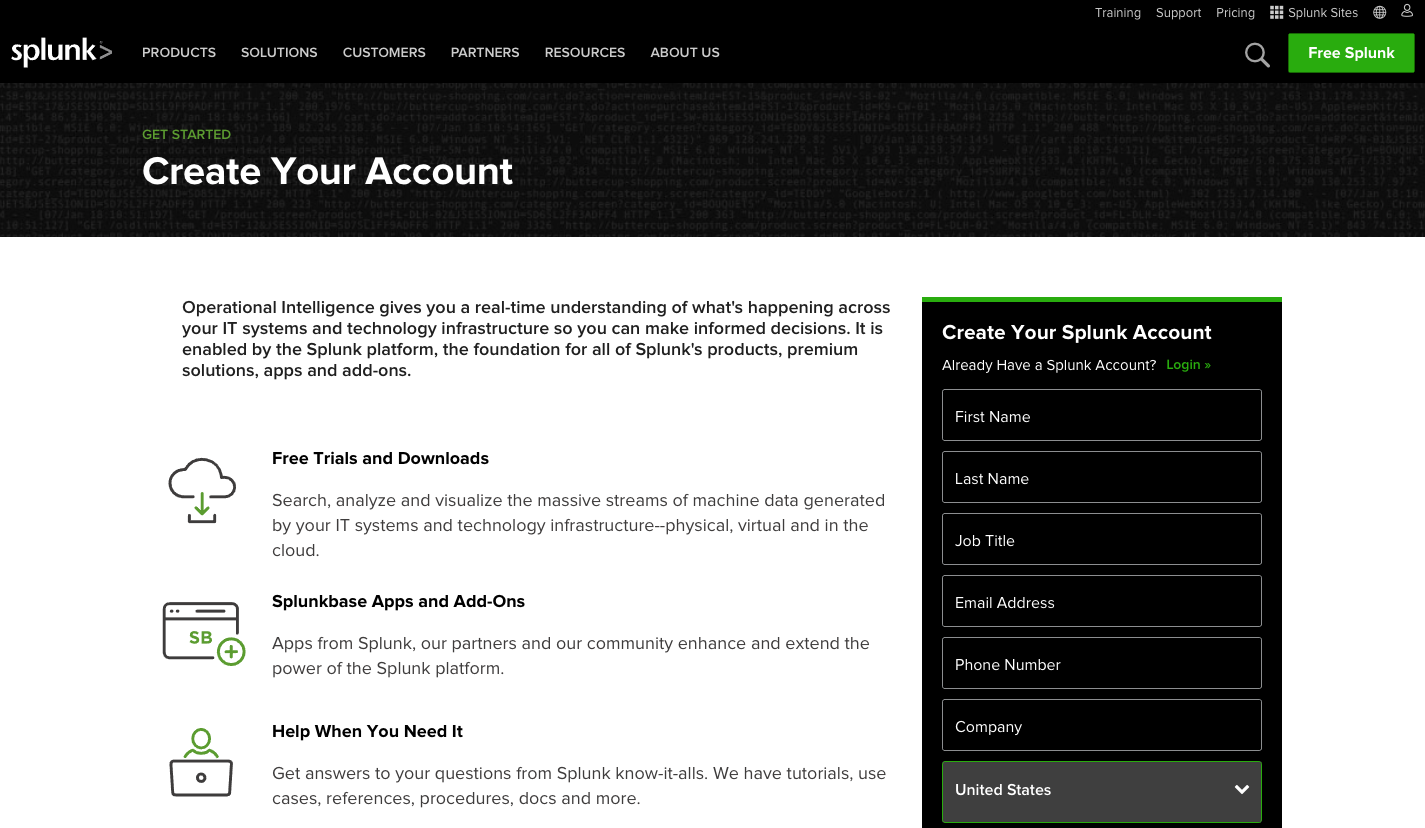 Training Support Pricing Splunk Sites
splunk>
PRODUCTS SOLUTIONS CUSTOMERS PARTNERS RESOURCES ABOUT US
Free Splunk
GET STARTED
Create Your Account
Operational Intelligence gives you a real-time understanding of what's happening across
your IT systems and technology infrastructure so you can make informed decisions. It is
enabled by the Splunk platform, the foundation for all of Splunk's products, premium
solutions, apps and add-ons.
Free Trials and Downloads
Search, analyze and visualize the massive streams of machine data generated
by your IT systems and technology infrastructure--physical, virtual and in the
cloud.
SB
Splunkbase Apps and Add-Ons
Apps from Splunk, our partners and our community enhance and extend the
power of the Splunk platform.
Help When You Need It
Get answers to your questions from Splunk know-it-alls. We have tutorials, use
cases, references, procedures, docs and more.
Create Your Splunk Account
Already Have a Splunk Account? Login »
First Name
Last Name
Job Title
Email Address
Phone Number
Company
United States